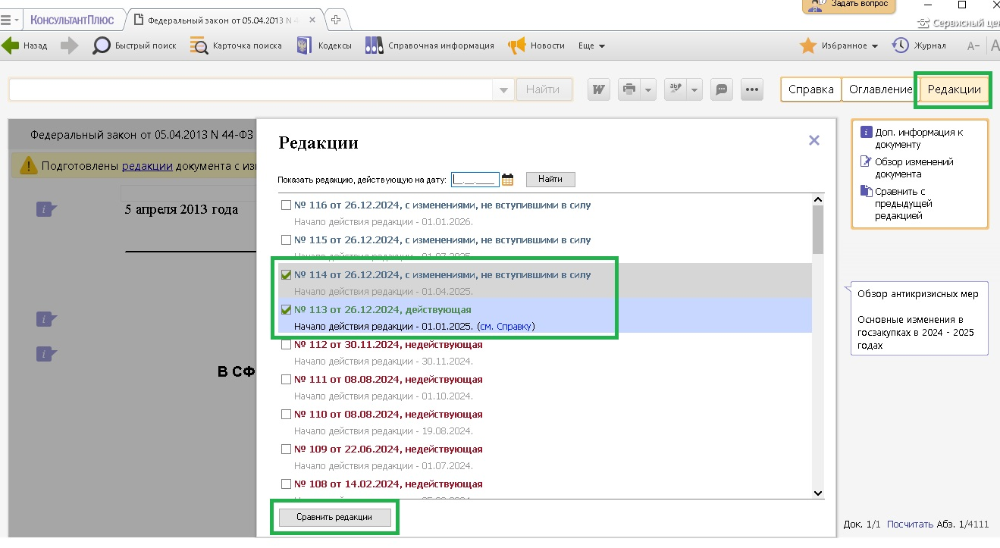 Задать вопрос
КонсультантПлюс
Федеральный закон от 05.04.2013 N 4
Сервисный це
Назад
Быстрый поиск
Карточка поиска
Кодексы
Справочная информация
Новости
Еще
Избранное
Журнал
A−
A
Найти
W
Справка
Оглавление
Редакции
Федеральный закон от 05.04.2013 N 44-ФЗ
Подготовлены редакции документа с из
5 апреля 2013 года
В СФ
Редакции
Показать редакцию, действующую на дату: __.__.____ Найти
№ 116 от 26.12.2024, с изменениями, не вступившими в силу
Начало действия редакции - 01.01.2026.
№ 115 от 26.12.2024, с изменениями, не вступившими в силу
Начало действия редакции - 01.07.2025.
№ 114 от 26.12.2024, с изменениями, не вступившими в силу
Начало действия редакции - 01.04.2025.
№ 113 от 26.12.2024, действующая
Начало действия редакции - 01.01.2025. (см. Справку)
№ 112 от 30.11.2024, недействующая
Начало действия редакции - 30.11.2024.
№ 111 от 08.08.2024, недействующая
Начало действия редакции - 01.10.2024.
№ 110 от 08.08.2024, недействующая
Начало действия редакции - 19.08.2024.
№ 109 от 22.06.2024, недействующая
Начало действия редакции - 01.07.2024.
№ 108 от 14.02.2024, недействующая
Сравнить редакции
Доп. информация к
документу
Обзор изменений
документа
Сравнить с
предыдущей
редакцией
Обзор антикризисных мер
Основные изменения в
госзакупках в 2024 - 2025
годах
Док. 1/1 Посчитать Абз. 1/4111